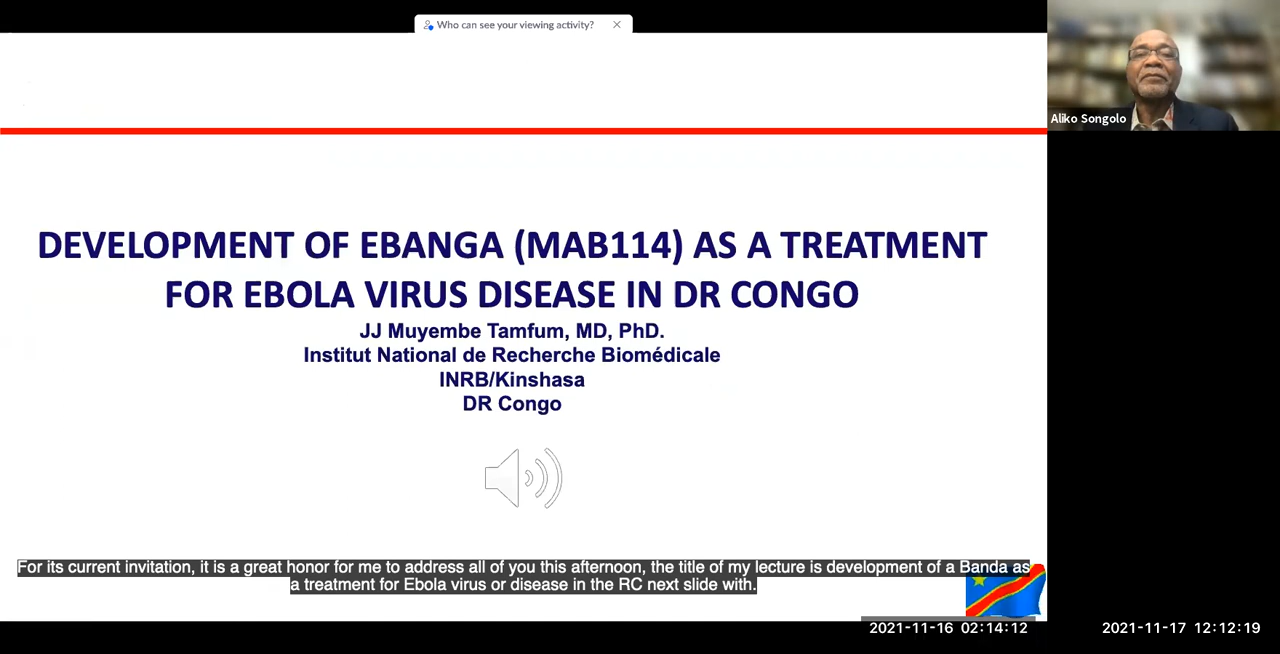 Who can see your viewing activity?
Aliko Songolo
DEVELOPMENT OF EBANGA (MAB114) AS A TREATMENT
FOR EBOLA VIRUS DISEASE IN DR CONGO
JJ Muyembe Tamfum, MD, PhD.
Institut National de Recherche Biomédicale
INRB/Kinshasa
DR Congo
For its current invitation, it is a great honor for me to address all of you this afternoon, the title of my lecture is development of a Banda as
a treatment for Ebola virus or disease in the RC next slide with.
2021-11-16 02:14:12
2021-11-17 12:12:19